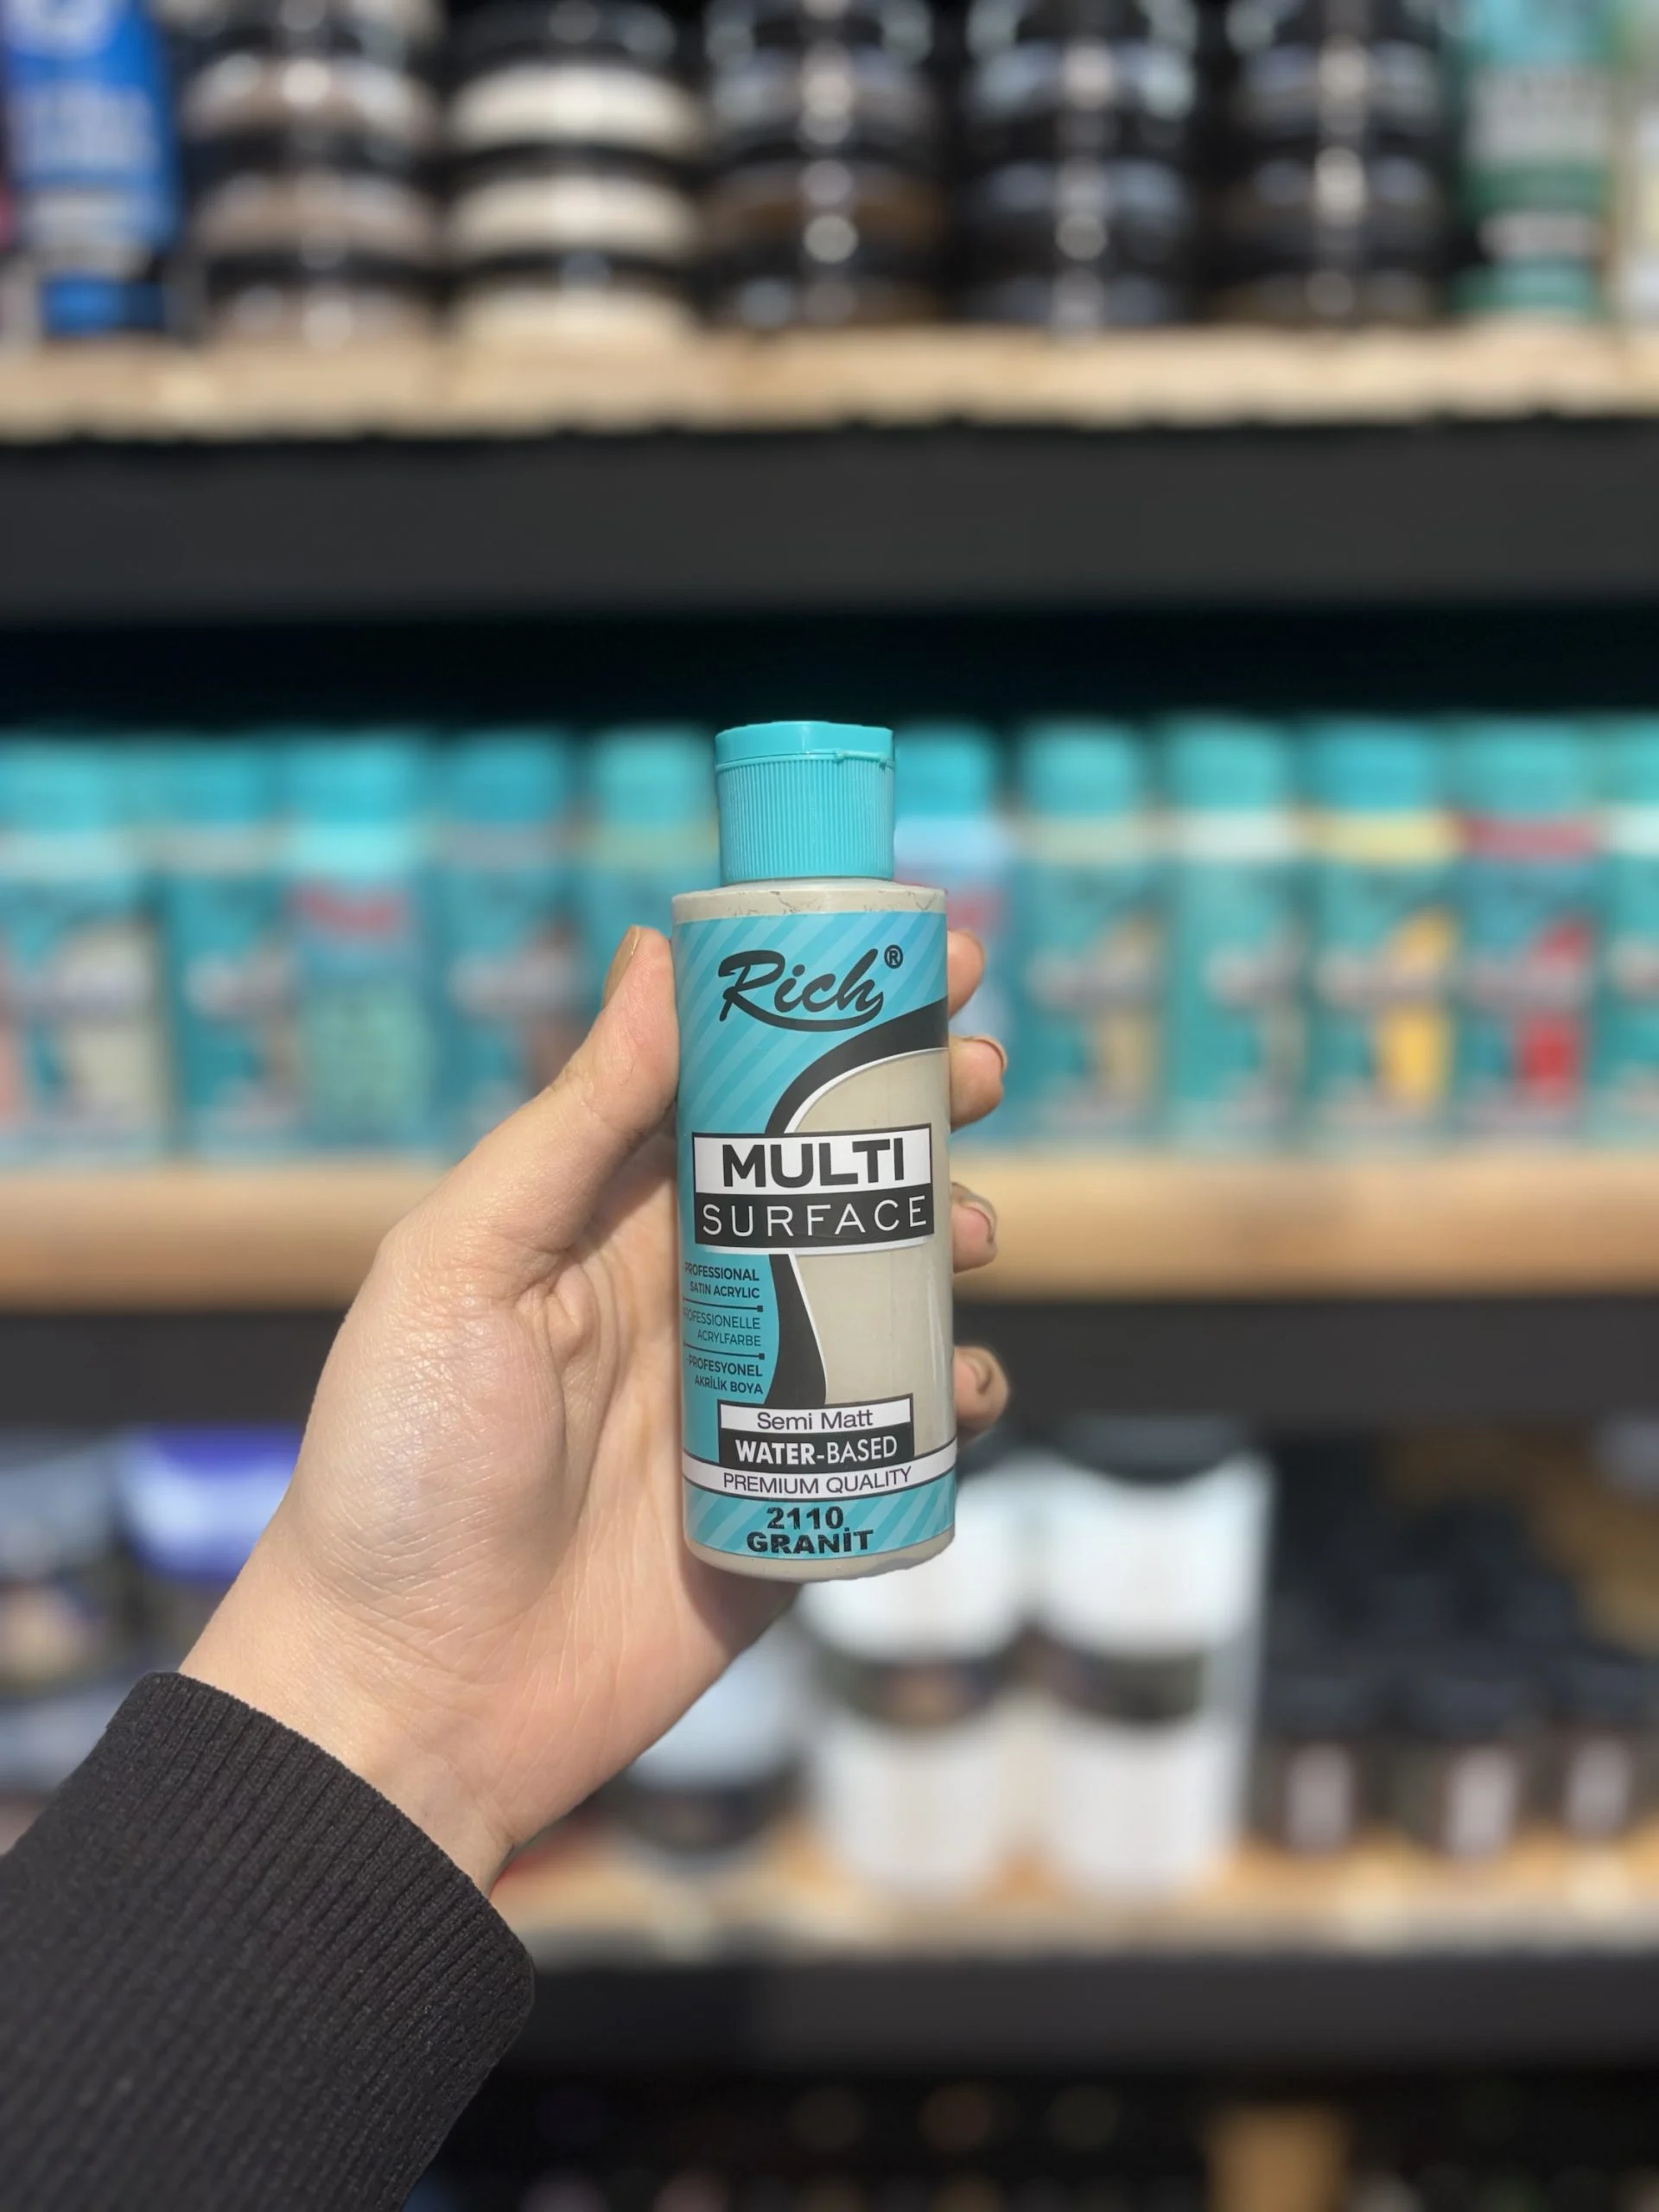 Rich®
MULTI
SURFACE
PROFESSIONAL
SATIN ACRYLIC
PROFESSIONELLE
ACRYLFARBE
PROFESYONEL
AKRİLİK BOYA
Semi Matt
WATER-BASED
PREMIUM QUALITY
2110
GRANİT